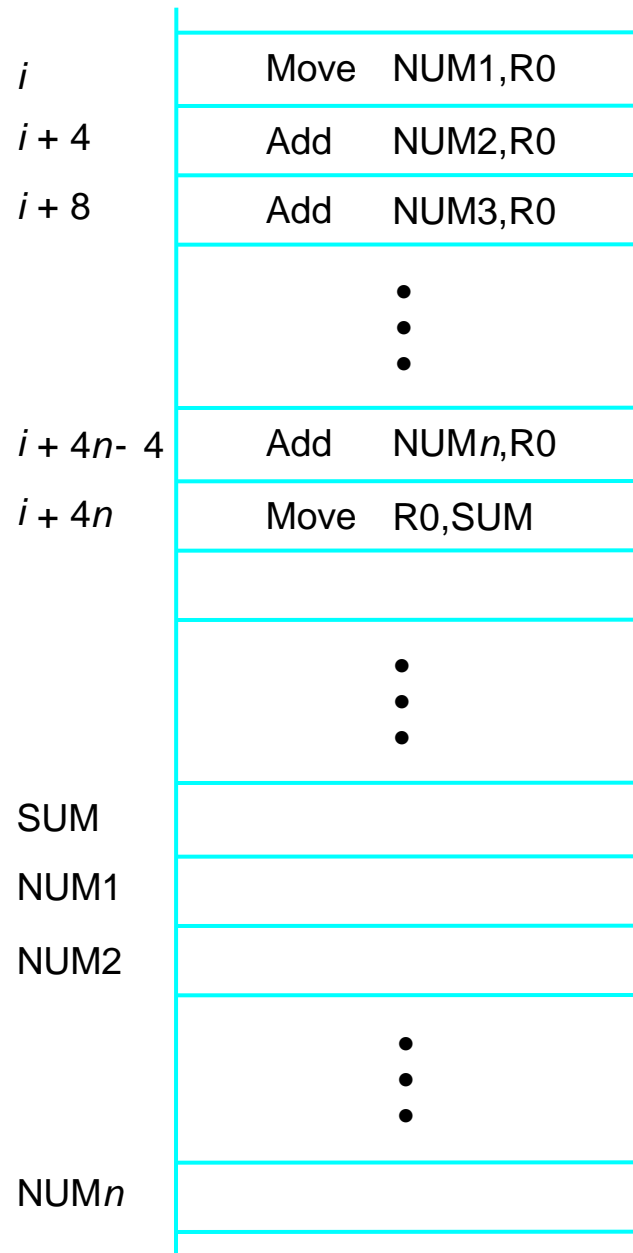 i Move NUM1,R0
i + 4 Add NUM2,R0
i + 8 Add NUM3,R0
i + 4n- 4 Add NUMn,R0
i + 4n Move R0,SUM
SUM
NUM1
NUM2
NUMn